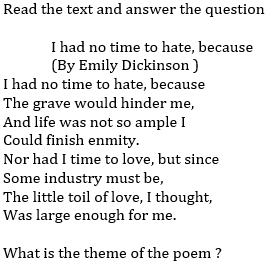 Read the text and answer the question
I had no time to hate, because
(By Emily Dickinson )
I had no time to hate, because
The grave would hinder me,
And life was not so ample I
Could finish enmity.
Nor had I time to love, but since
Some industry must be,
The little toil of love, I thought,
Was large enough for me.
What is the theme of the poem ?